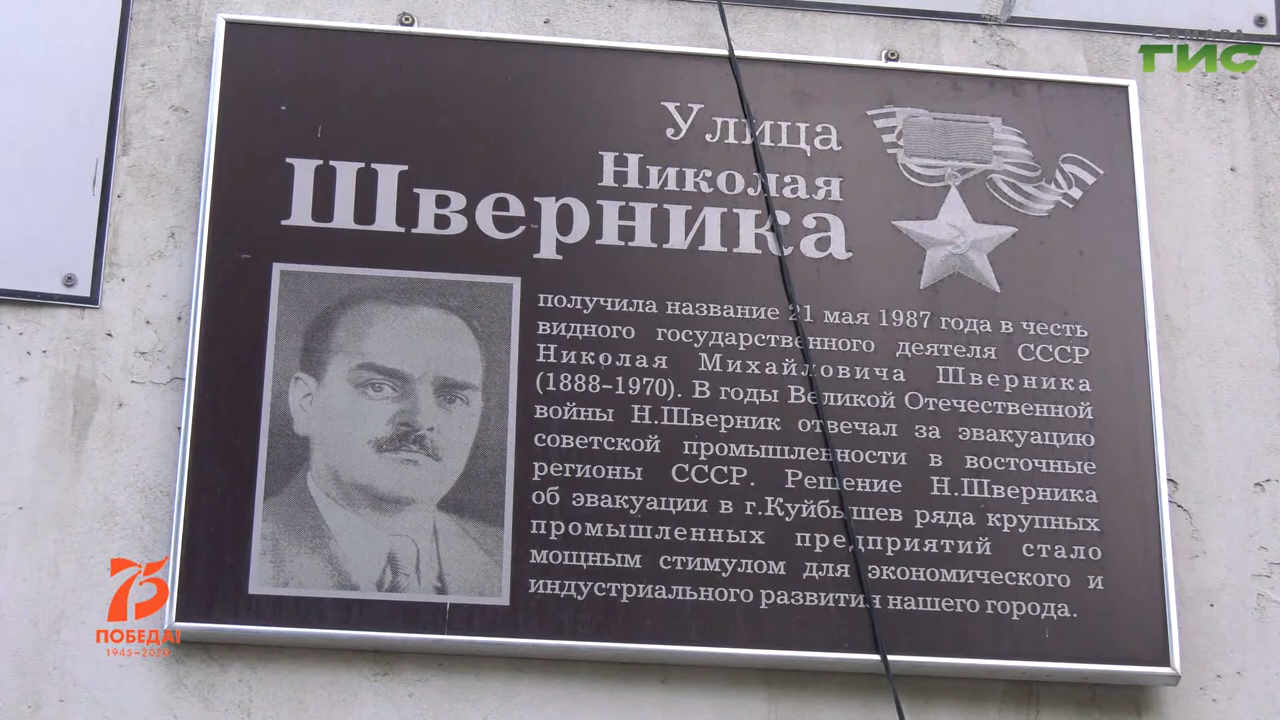 САМАРА
ГИС
Улица
Николая
Шверника
получила название 21 мая 1987 года в честь
видного государственного деятеля СССР
Николая Михайловича Шверника
(1888-1970). В годы Великой Отечественной
войны Н.Шверник отвечал за эвакуацию
советской промышленности в восточные
регионы СССР. Решение Н.Шверника
об эвакуации в г.Куйбышев ряда крупных
промышленных предприятий стало
мощным стимулом для экономического и
индустриального развития нашего города.
75
ПОБЕДА!
1945-2020